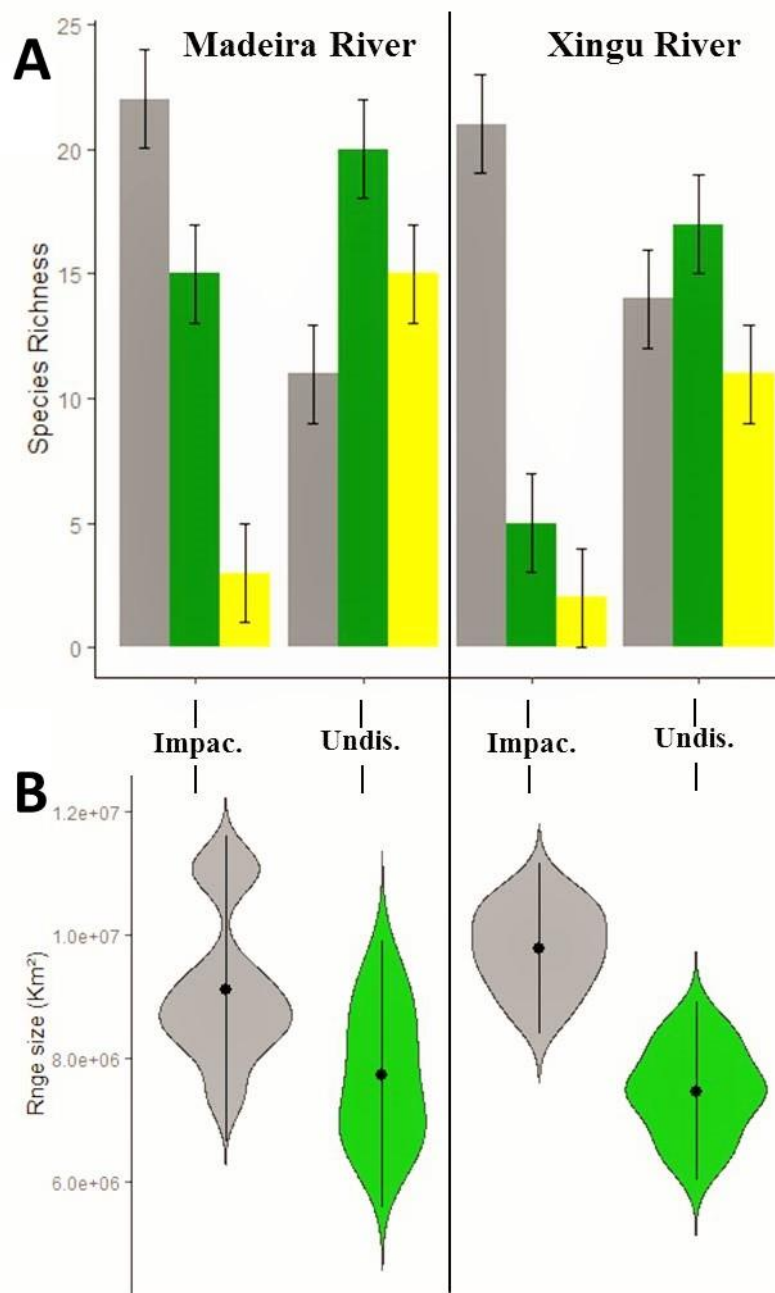 A
Madeira River
Xingu River
Species Richness
25
20
15
10
5
0
Impac.
Undis.
Impac.
Undis.
B
Rnge size (Km²)
1.2e+07
1.0e+07
8.0e+06
6.0e+06